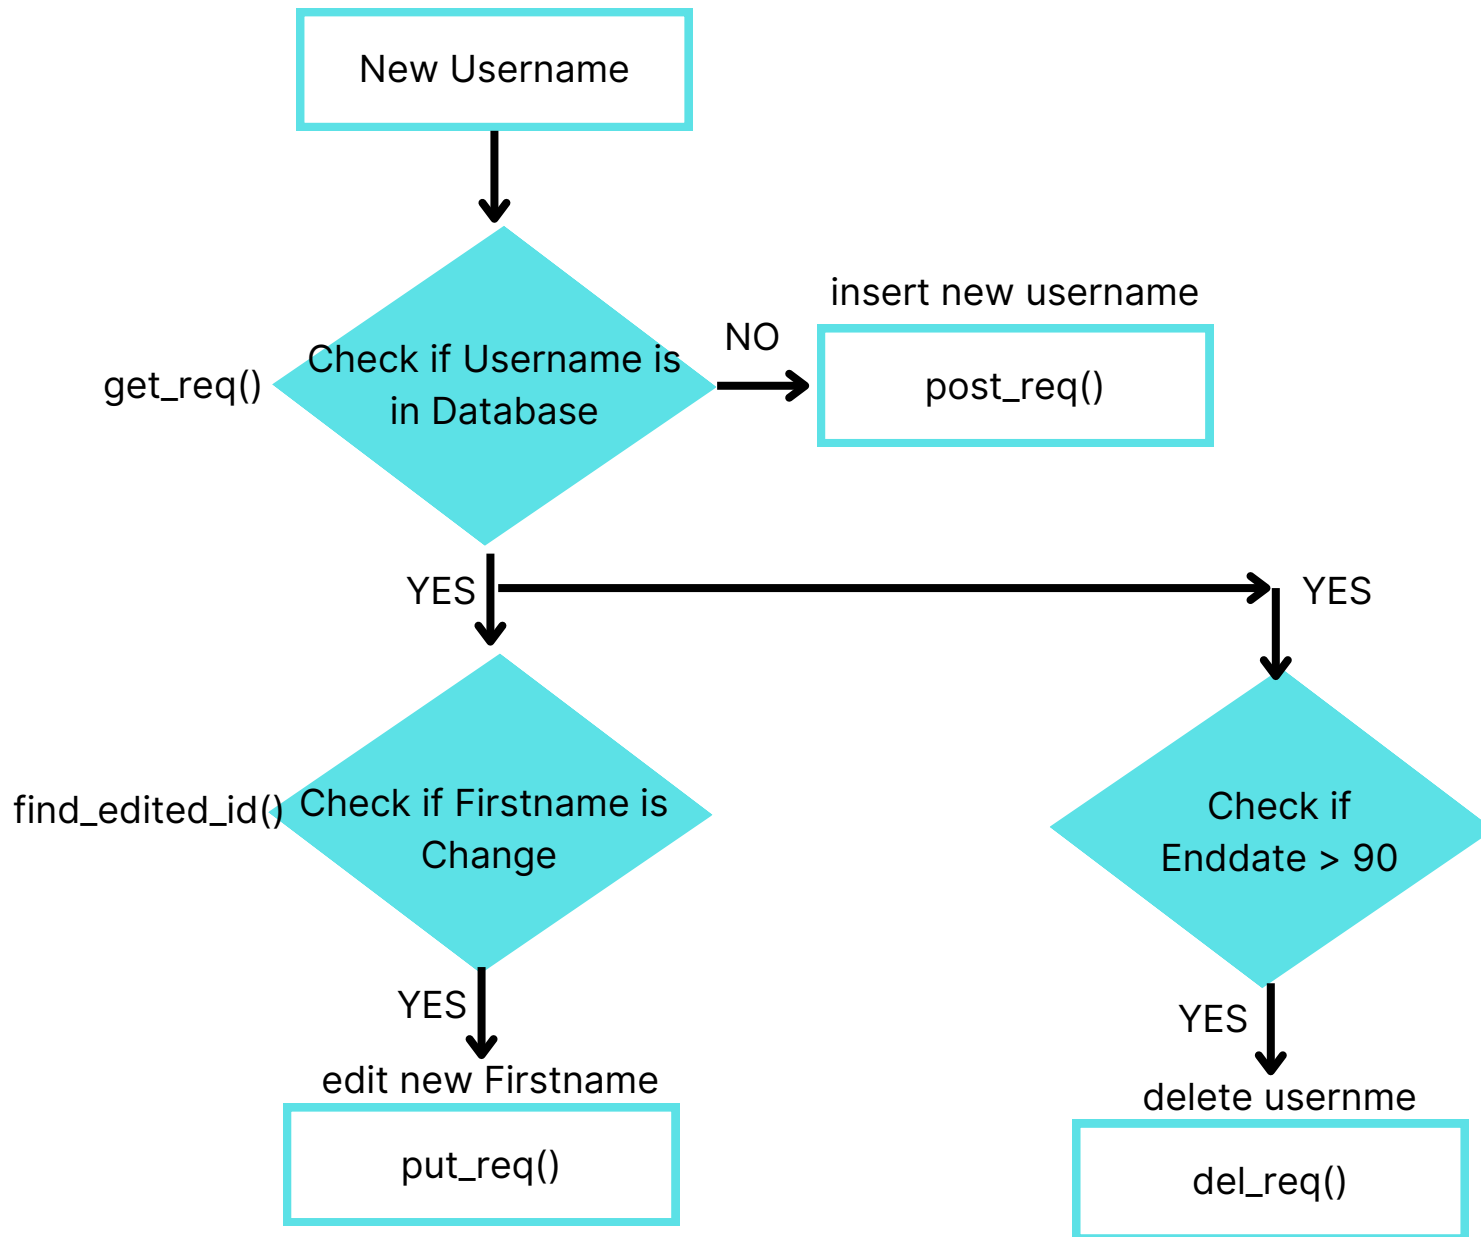 New Username
insert new username
NO
Check if Username is
in Database
get_req()
post_req()
YES
YES
find_edited_id()
Check if Firstname is
Change
Check if
Enddate > 90
YES
YES
edit new Firstname
delete usernme
put_req()
del_req()